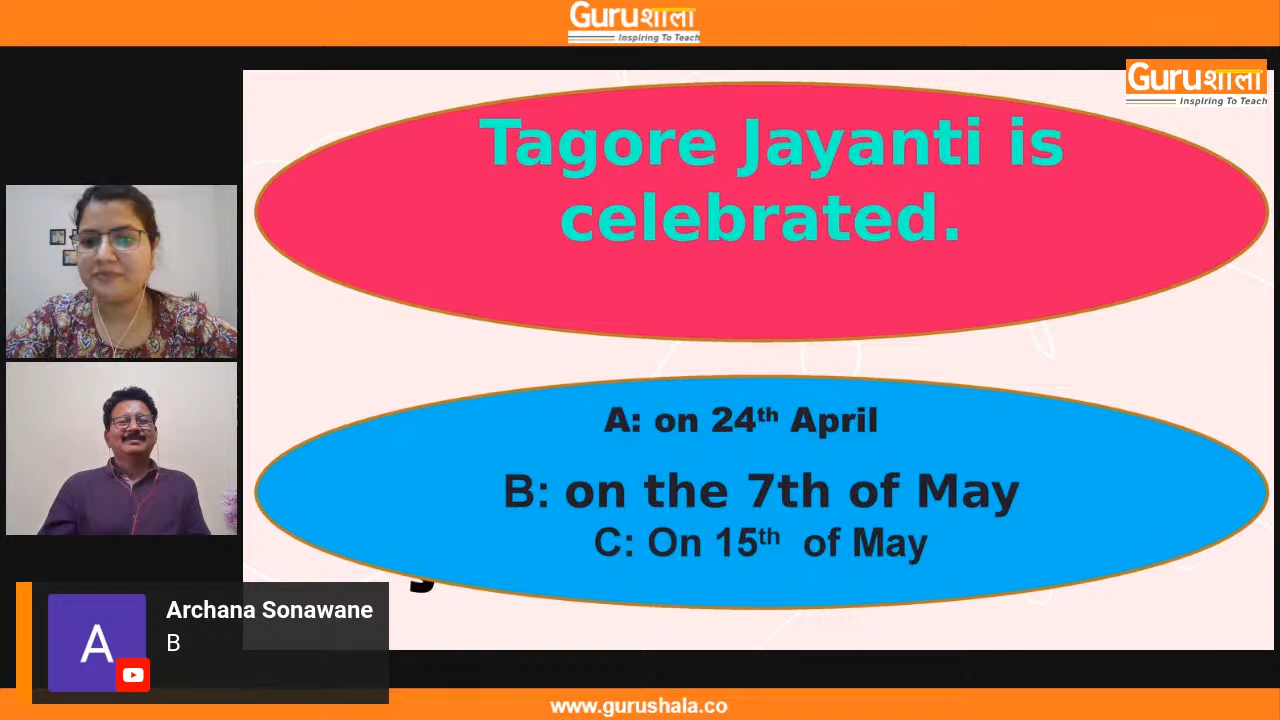 Guruशाला
Inspiring To Teach
Guruशाला
Inspiring To Teach
Tagore Jayanti is
celebrated.
A: on 24th April
B: on the 7th of May
C: On 15th of May
A
Archana Sonawane
B
www.gurushala.co